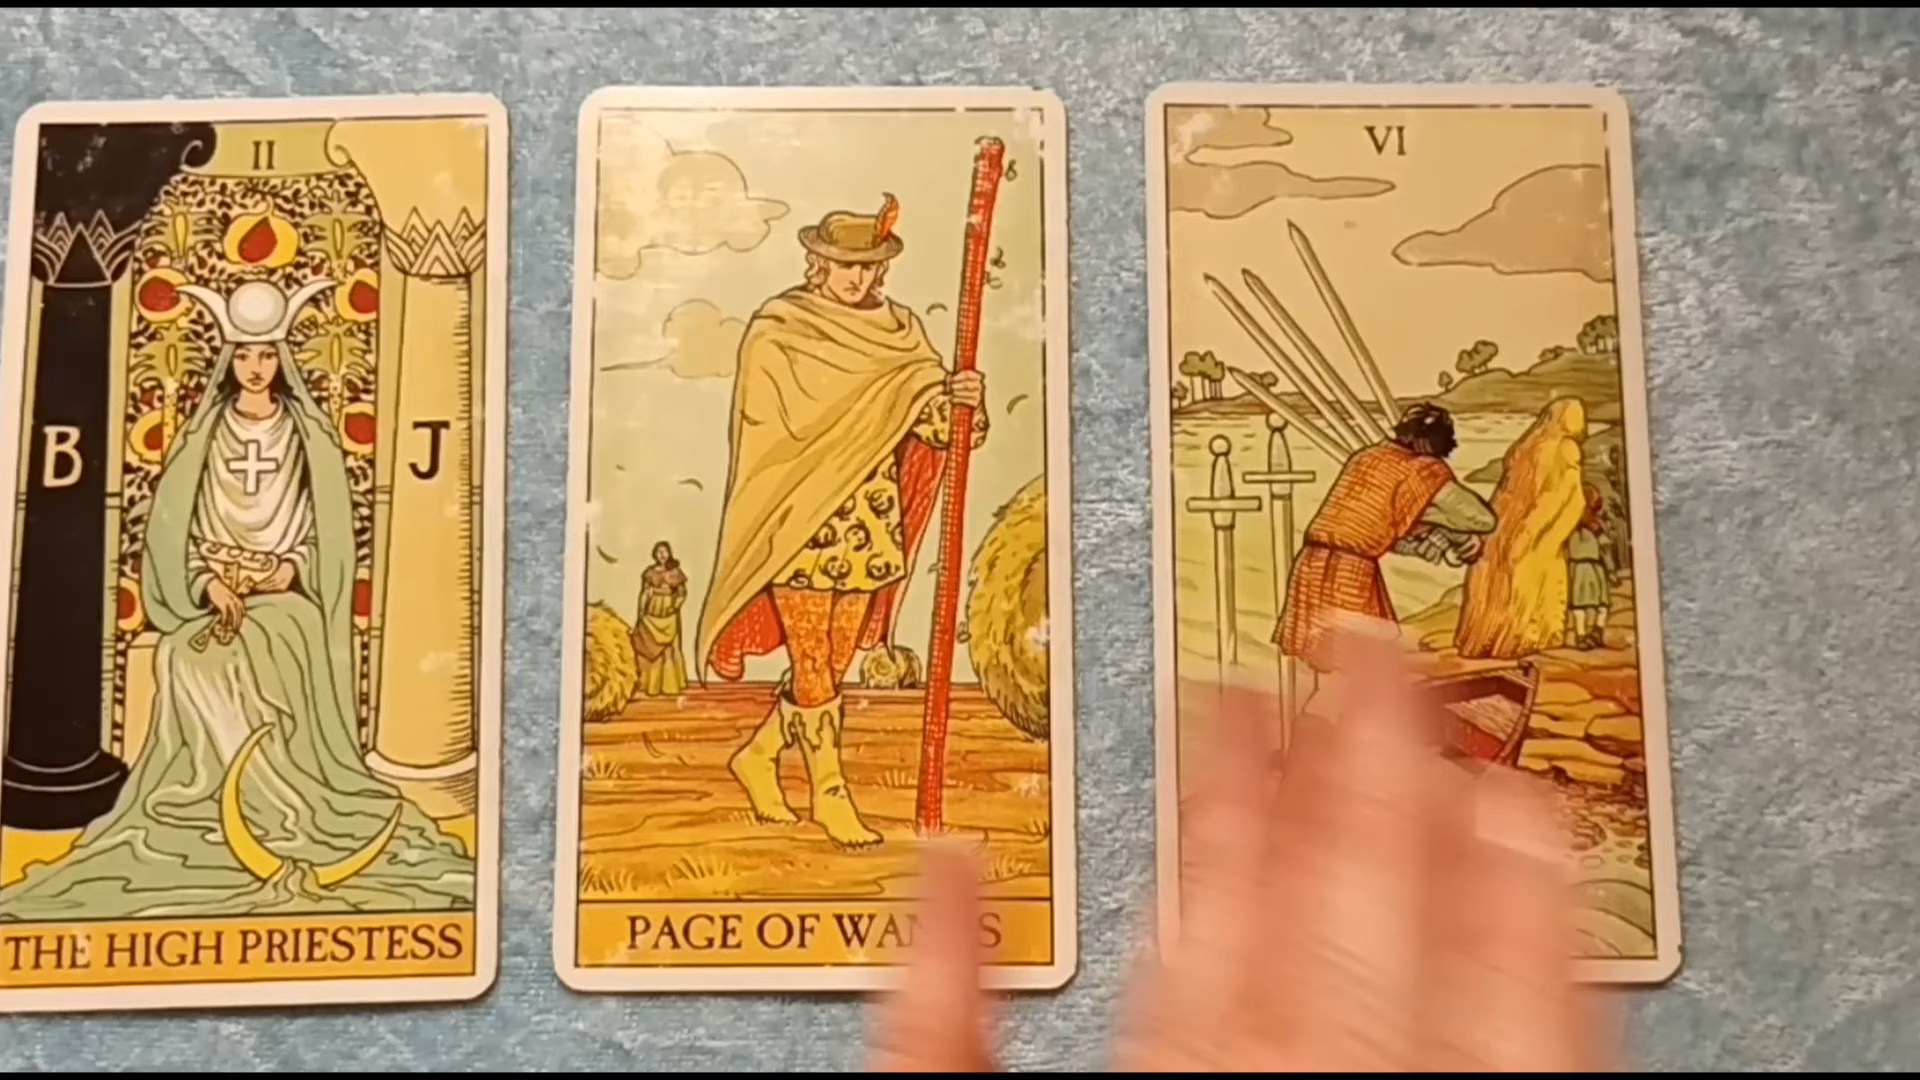 II
B
J
THE HIGH PRIESTESS
PAGE OF
VI